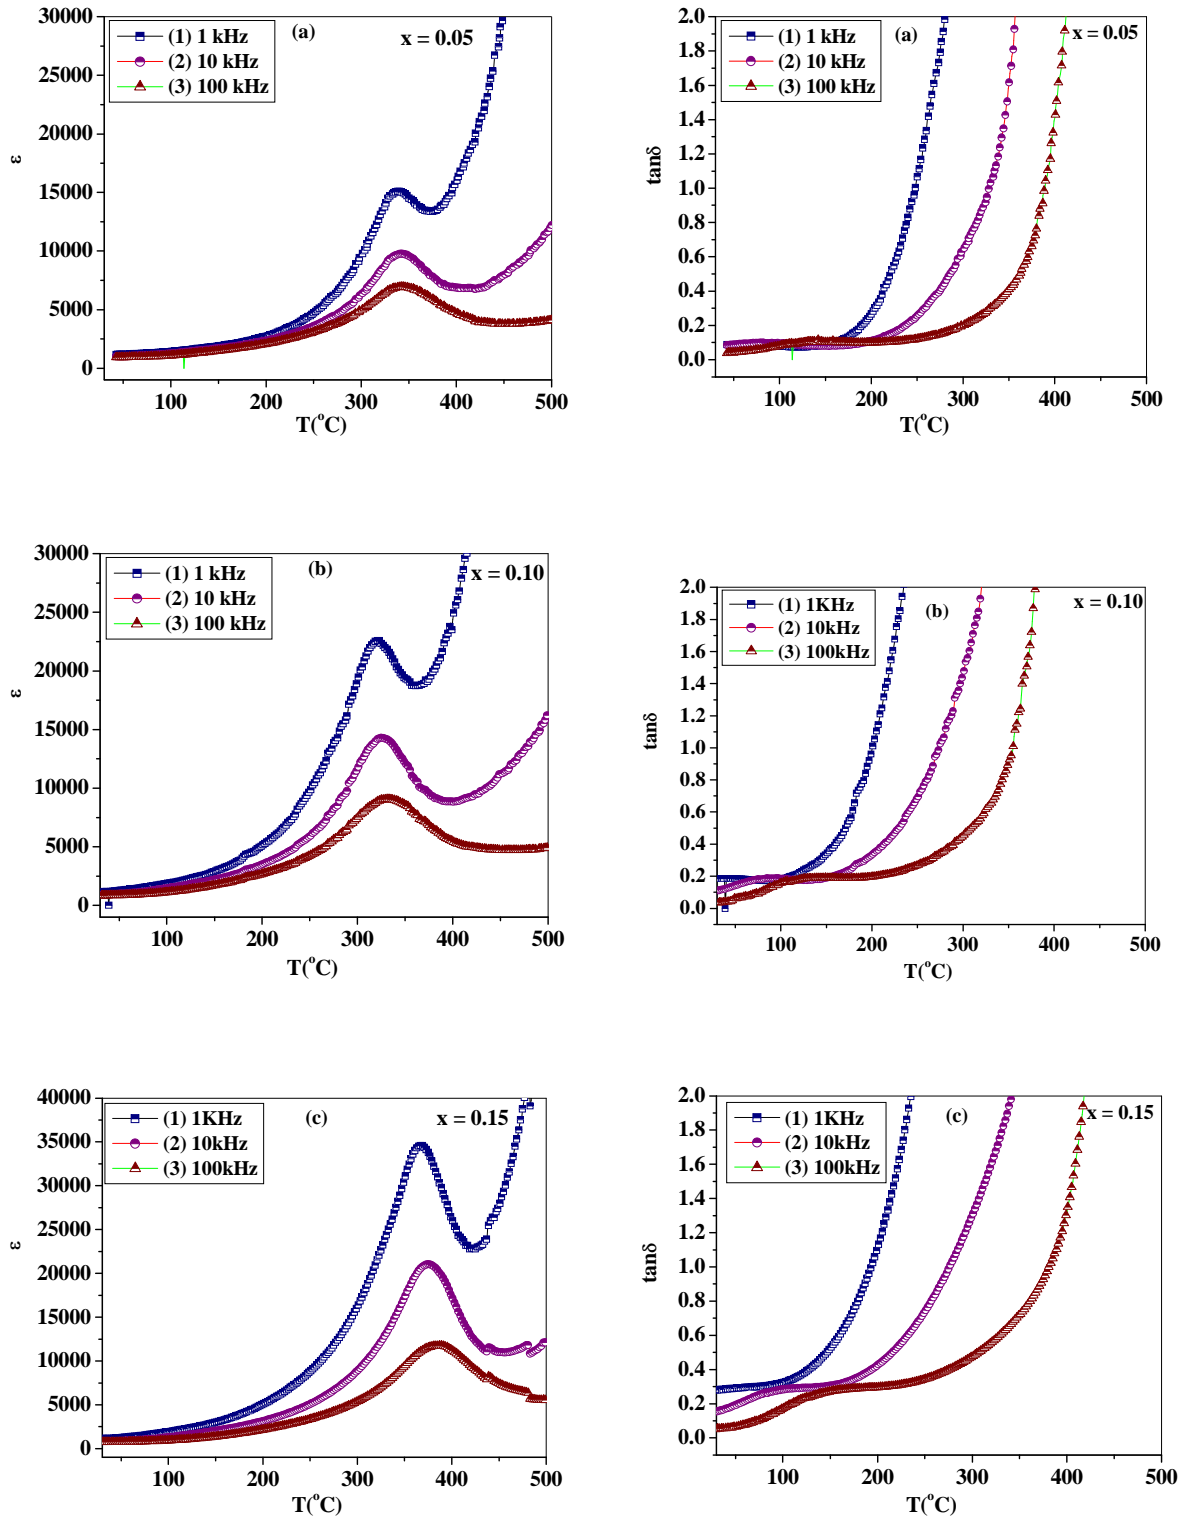 (a)
x = 0.05
(1) 1 kHz
(2) 10 kHz
(3) 100 kHz
30000
25000
20000
15000
10000
5000
0
ε
100 200 300 400 500
T(°C)
(a)
x = 0.05
(1) 1 kHz
(2) 10 kHz
(3) 100 kHz
2.0
1.8
1.6
1.4
1.2
1.0
0.8
0.6
0.4
0.2
0.0
tanδ
100 200 300 400 500
T(°C)
(b)
x = 0.10
(1) 1 kHz
(2) 10 kHz
(3) 100 kHz
30000
25000
20000
15000
10000
5000
0
ε
100 200 300 400 500
T(°C)
(b)
x = 0.10
(1) 1KHz
(2) 10kHz
(3) 100kHz
2.0
1.8
1.6
1.4
1.2
1.0
0.8
0.6
0.4
0.2
0.0
tanδ
100 200 300 400 500
T(°C)
(c)
x = 0.15
(1) 1KHz
(2) 10kHz
(3) 100kHz
40000
35000
30000
25000
20000
15000
10000
5000
0
ε
100 200 300 400 500
T(°C)
(c)
x = 0.15
(1) 1KHz
(2) 10kHz
(3) 100kHz
2.0
1.8
1.6
1.4
1.2
1.0
0.8
0.6
0.4
0.2
0.0
tanδ
100 200 300 400 500
T(°C)